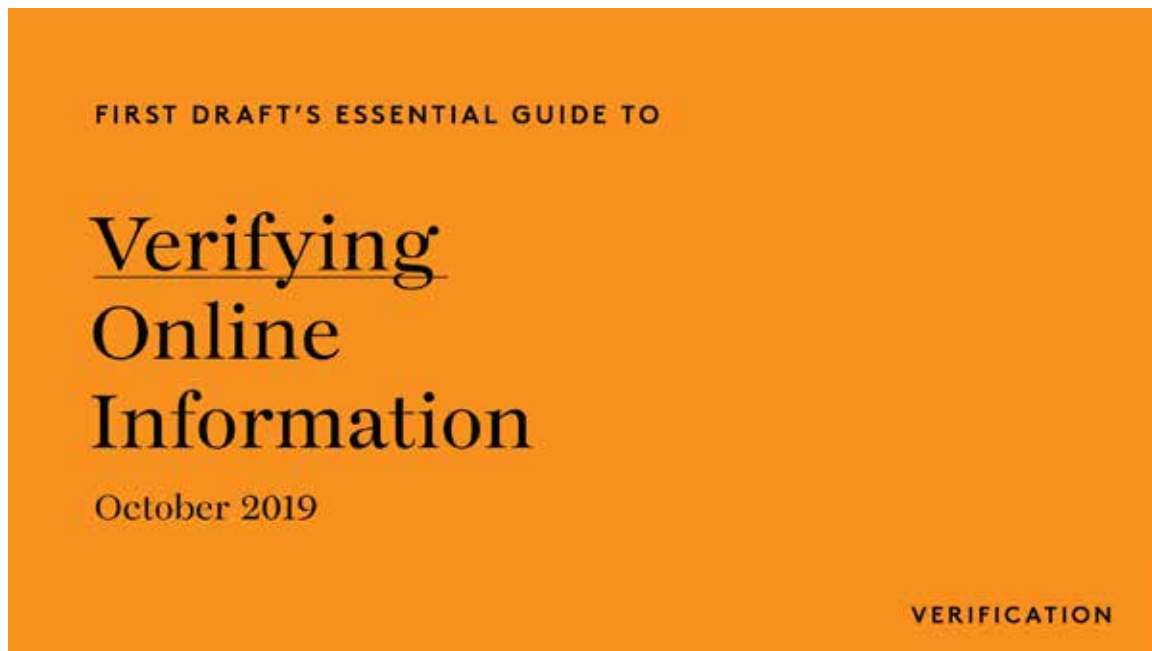 FIRST DRAFT'S ESSENTIAL GUIDE TO
Verifying
Online
Information
October 2019
VERIFICATION